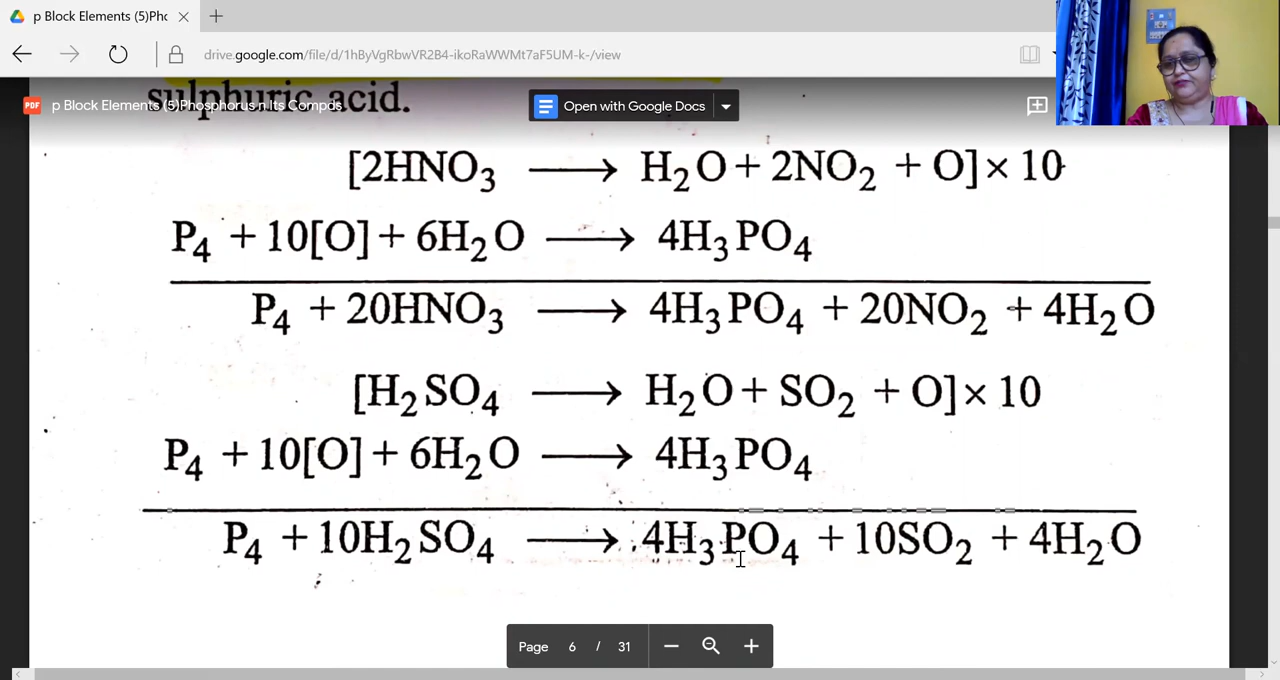 p Block Elements (5)Pho
drive.google.com/file/d/1hByVgRbwVR2B4-ikoRaWWMt7aF5UM-k-/view
sulphuric acid.
PDF p Block Elements (5)Phosphorus n Its Compds
Open with Google Docs
[2HNO₃ ⟶ H₂O + 2NO₂ + O] × 10
P₄ + 10[O] + 6H₂O ⟶ 4H₃PO₄
P₄ + 20HNO₃ ⟶ 4H₃PO₄ + 20NO₂ + 4H₂O
[H₂SO₄ ⟶ H₂O + SO₂ + O] × 10
P₄ + 10[O] + 6H₂O ⟶ 4H₃PO₄
P₄ + 10H₂SO₄ ⟶ 4H₃PO₄ + 10SO₂ + 4H₂O
Page 6 / 31